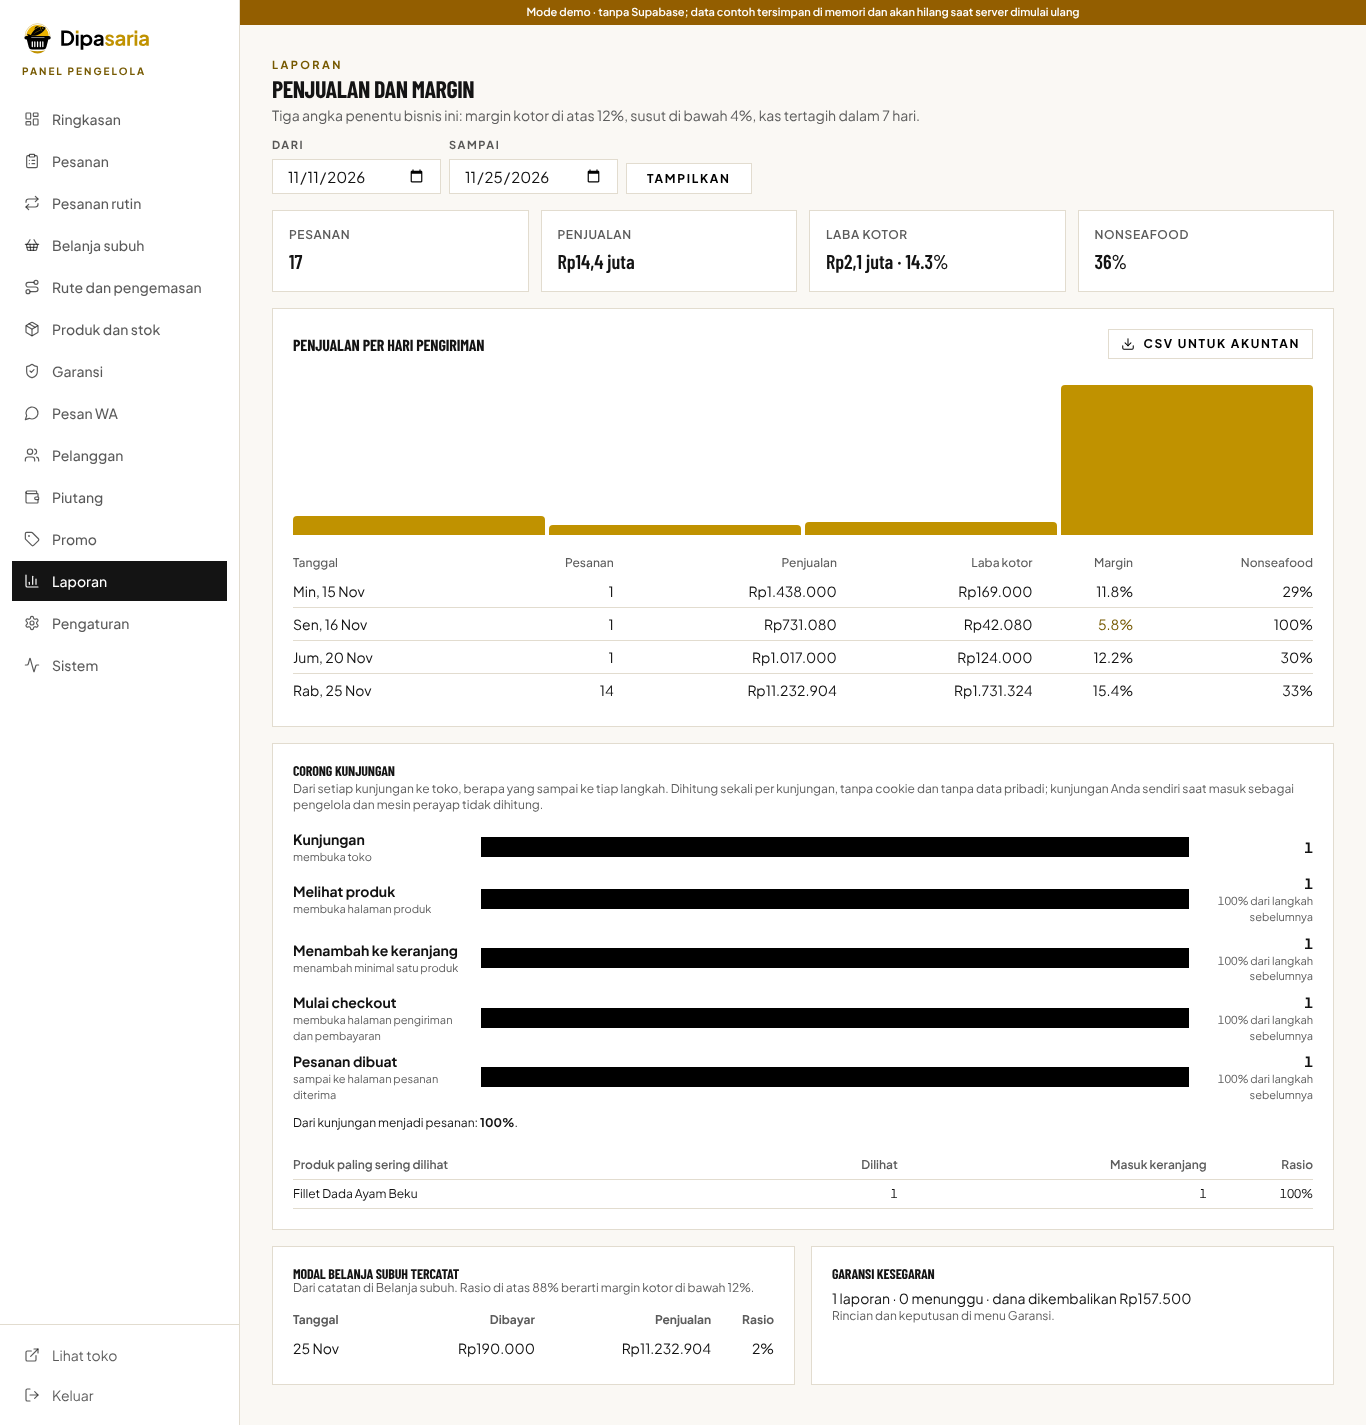 Mode demo · tanpa Supabase; data contoh tersimpan di memori dan akan hilang saat server dimulai ulang
Dipasaria
PANEL PENGELOLA
Ringkasan
Pesanan
Pesanan rutin
Belanja subuh
Rute dan pengemasan
Produk dan stok
Garansi
Pesan WA
Pelanggan
Piutang
Promo
Laporan
Pengaturan
Sistem
Lihat toko
Keluar
LAPORAN
PENJUALAN DAN MARGIN
Tiga angka penentu bisnis ini: margin kotor di atas 12%, susut di bawah 4%, kas tertagih dalam 7 hari.
DARI SAMPAI
11/11/2026 11/25/2026 TAMPILKAN
PESANAN PENJUALAN LABA KOTOR NONSEAFOOD
17 Rp14,4 juta Rp2,1 juta · 14.3% 36%
PENJUALAN PER HARI PENGIRIMAN CSV UNTUK AKUNTAN
Tanggal Pesanan Penjualan Laba kotor Margin Nonseafood
Min, 15 Nov 1 Rp1.438.000 Rp169.000 11.8% 29%
Sen, 16 Nov 1 Rp731.080 Rp42.080 5.8% 100%
Jum, 20 Nov 1 Rp1.017.000 Rp124.000 12.2% 30%
Rab, 25 Nov 14 Rp11.232.904 Rp1.731.324 15.4% 33%
CORONG KUNJUNGAN
Dari setiap kunjungan ke toko, berapa yang sampai ke tiap langkah. Dihitung sekali per kunjungan, tanpa cookie dan tanpa data pribadi; kunjungan Anda sendiri saat masuk sebagai
pengelola dan mesin perayap tidak dihitung.
Kunjungan
membuka toko
1
Melihat produk
membuka halaman produk
1
100% dari langkah
sebelumnya
Menambah ke keranjang
menambah minimal satu produk
1
100% dari langkah
sebelumnya
Mulai checkout
membuka halaman pengiriman
dan pembayaran
1
100% dari langkah
sebelumnya
Pesanan dibuat
sampai ke halaman pesanan
diterima
1
100% dari langkah
sebelumnya
Dari kunjungan menjadi pesanan: 100%.
Produk paling sering dilihat Dilihat Masuk keranjang Rasio
Fillet Dada Ayam Beku 1 1 100%
MODAL BELANJA SUBUH TERCATAT
Dari catatan di Belanja subuh. Rasio di atas 88% berarti margin kotor di bawah 12%.
Tanggal Dibayar Penjualan Rasio
25 Nov Rp190.000 Rp11.232.904 2%
GARANSI KESEGARAN
1 laporan · 0 menunggu · dana dikembalikan Rp157.500
Rincian dan keputusan di menu Garansi.